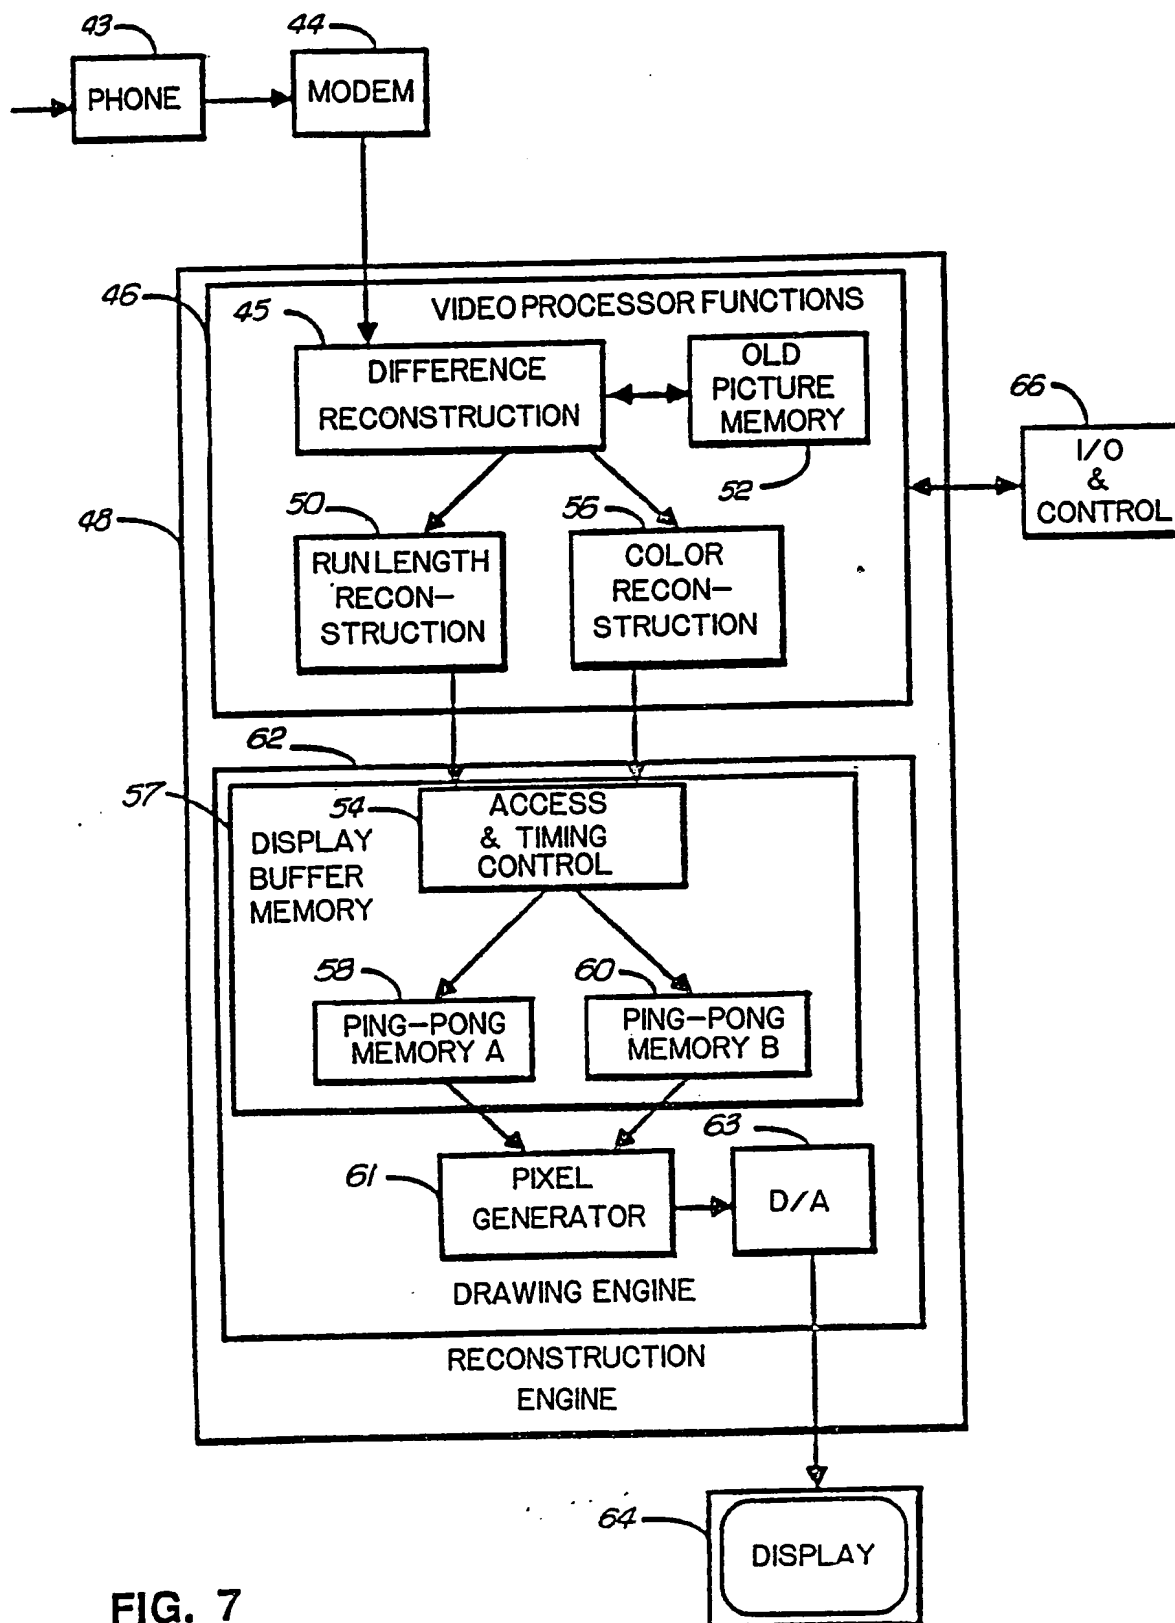 43
44
PHONE
MODEM
46
45
VIDEO PROCESSOR FUNCTIONS
DIFFERENCE
RECONSTRUCTION
OLD
PICTURE
MEMORY
66
I/O
&
CONTROL
52
48
50
56
RUN LENGTH
RECON-
STRUCTION
COLOR
RECON-
STRUCTION
62
57
54
ACCESS
& TIMING
CONTROL
DISPLAY
BUFFER
MEMORY
58
60
PING-PONG
MEMORY A
PING-PONG
MEMORY B
63
61
PIXEL
GENERATOR
D/A
DRAWING ENGINE
RECONSTRUCTION
ENGINE
64
DISPLAY
FIG. 7